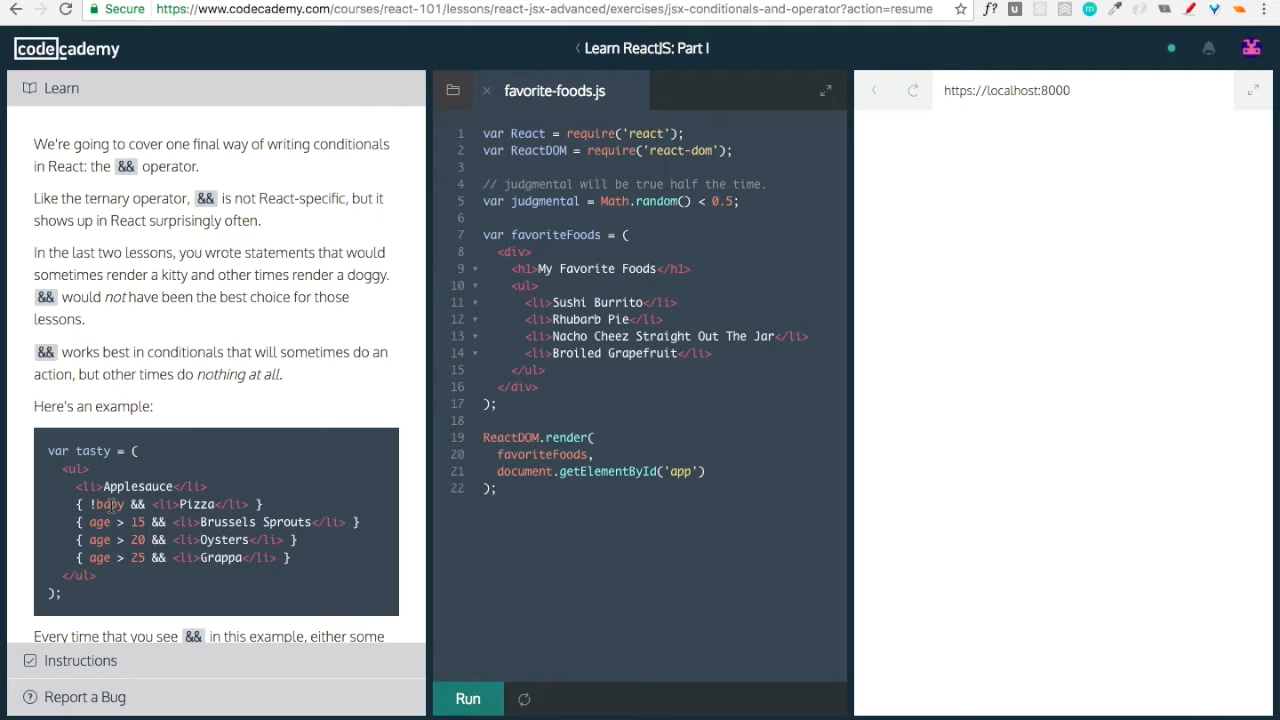 Secure
https://www.codecademy.com/courses/react-101/lessons/react-jsx-advanced/exercises/jsx-conditionals-and-operator?action=resume
codecademy
Learn ReactJS: Part I
Learn
We're going to cover one final way of writing conditionals
in React: the && operator.
Like the ternary operator, && is not React-specific, but it
shows up in React surprisingly often.
In the last two lessons, you wrote statements that would
sometimes render a kitty and other times render a doggy.
&& would not have been the best choice for those
lessons.
&& works best in conditionals that will sometimes do an
action, but other times do nothing at all.
Here's an example:
var tasty = (
<ul>
<li>Applesauce</li>
{ !baby && <li>Pizza</li> }
{ age > 15 && <li>Brussels Sprouts</li> }
{ age > 20 && <li>Oysters</li> }
{ age > 25 && <li>Grappa</li> }
</ul>
);
Every time that you see && in this example, either some
Instructions
Report a Bug
favorite-foods.js
1 var React = require('react');
2 var ReactDOM = require('react-dom');
3
4 // judgmental will be true half the time.
5 var judgmental = Math.random() < 0.5;
6
7 var favoriteFoods = (
8 <div>
9 <h1>My Favorite Foods</h1>
10 <ul>
11 <li>Sushi Burrito</li>
12 <li>Rhubarb Pie</li>
13 <li>Nacho Cheez Straight Out The Jar</li>
14 <li>Broiled Grapefruit</li>
15 </ul>
16 </div>
17 );
18
19 ReactDOM.render(
20 favoriteFoods,
21 document.getElementById('app')
22 );
Run
https://localhost:8000